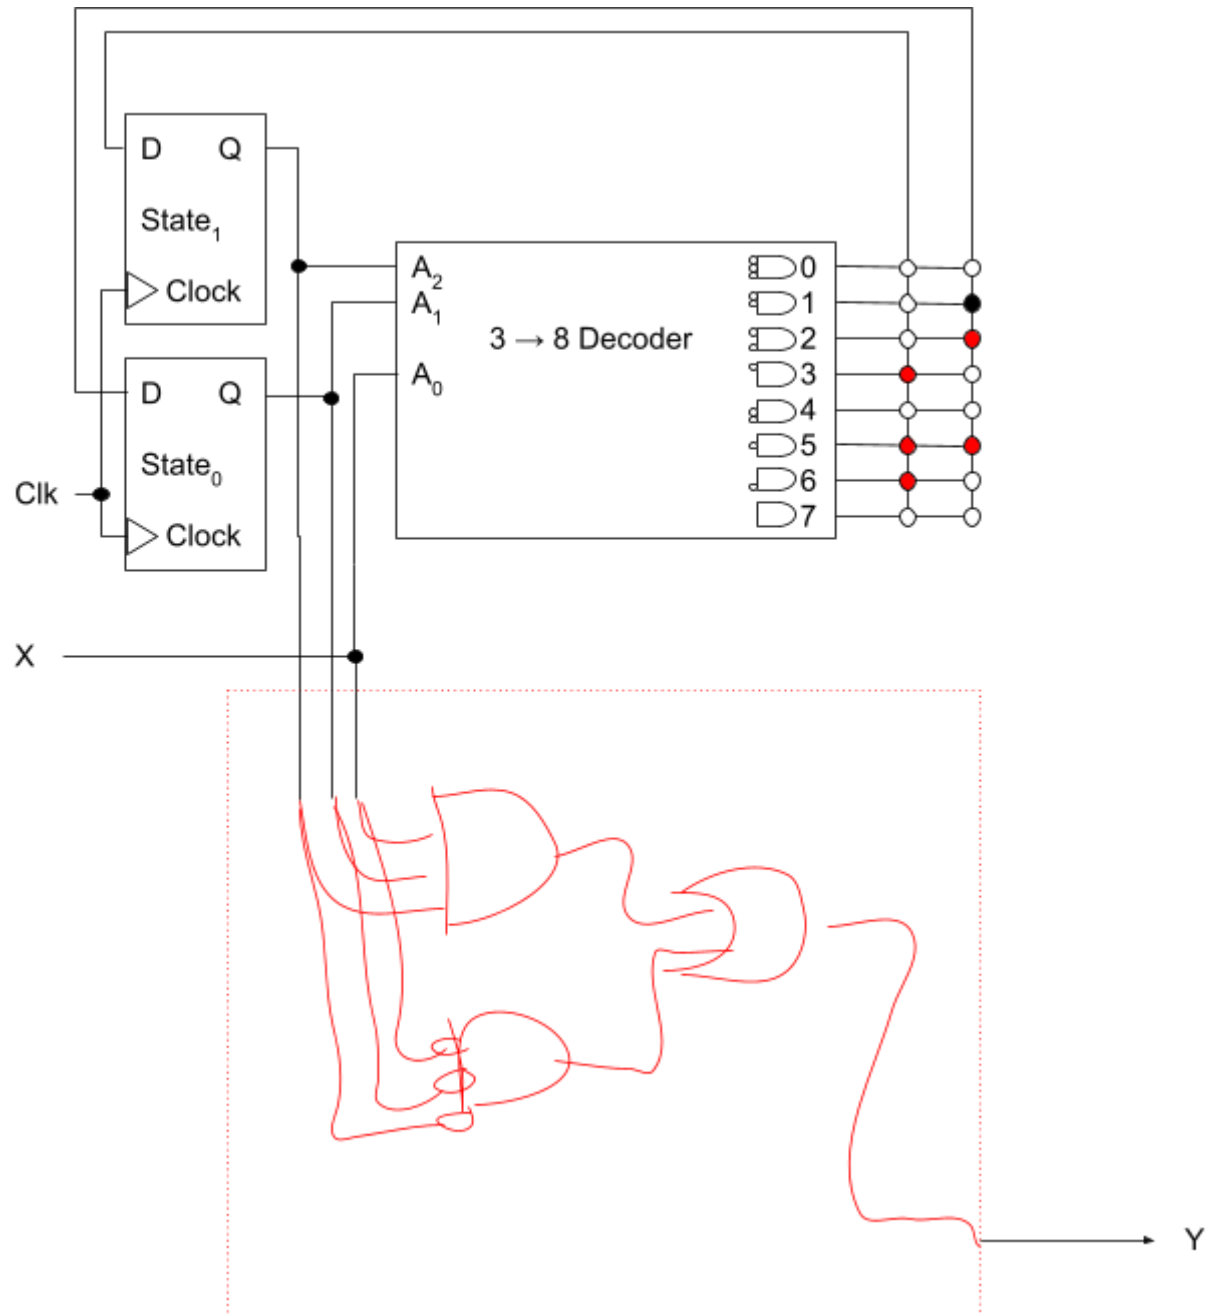 D Q
State₁
Clock
A₂
A₁
A₀
3 → 8 Decoder
0
1
2
3
4
5
6
7
D Q
State₀
Clock
Clk
X
Y